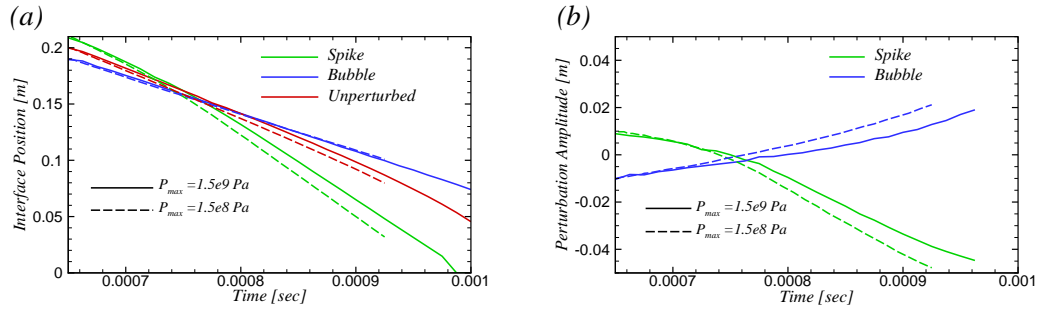 (a)
Interface Position [m]
0.2
0.15
0.1
0.05
0
Spike
Bubble
Unperturbed
P_max =1.5e9 Pa
P_max =1.5e8 Pa
0.0007 0.0008 0.0009 0.001
Time [sec]
(b)
Perturbation Amplitude [m]
0.04
0.02
0
-0.02
-0.04
Spike
Bubble
P_max =1.5e9 Pa
P_max =1.5e8 Pa
0.0007 0.0008 0.0009 0.001
Time [sec]